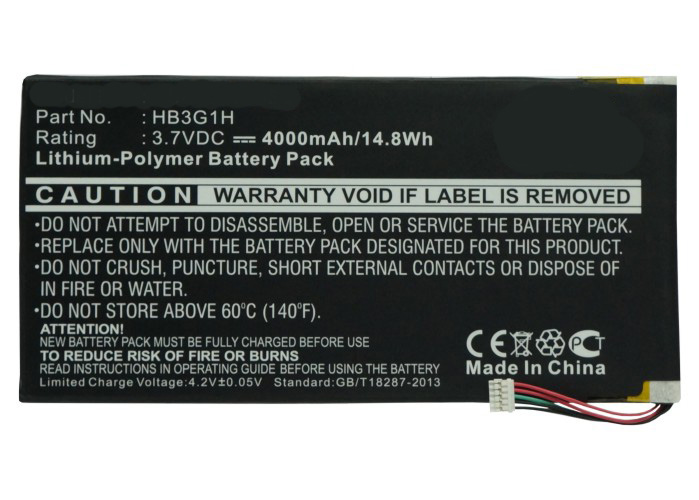 Part No. : HB3G1H
Rating : 3.7VDC ⎓ 4000mAh/14.8Wh
Lithium-Polymer Battery Pack
CAUTION WARRANTY VOID IF LABEL IS REMOVED
•DO NOT ATTEMPT TO DISASSEMBLE, OPEN OR SERVICE THE BATTERY PACK.
•REPLACE ONLY WITH THE BATTERY PACK DESIGNATED FOR THIS PRODUCT.
•DO NOT CRUSH, PUNCTURE, SHORT EXTERNAL CONTACTS OR DISPOSE OF
IN FIRE OR WATER.
•DO NOT STORE ABOVE 60°C (140°F).
ATTENTION!
NEW BATTERY PACK MUST BE FULLY CHARGED BEFORE USE
TO REDUCE RISK OF FIRE OR BURNS
READ INSTRUCTIONS IN OPERATING MANUAL BEFORE USE
Limited Charge Voltage:4.2V±0.05V Standard:GB/T18287-2013
CE PCT
MADE IN CHINA